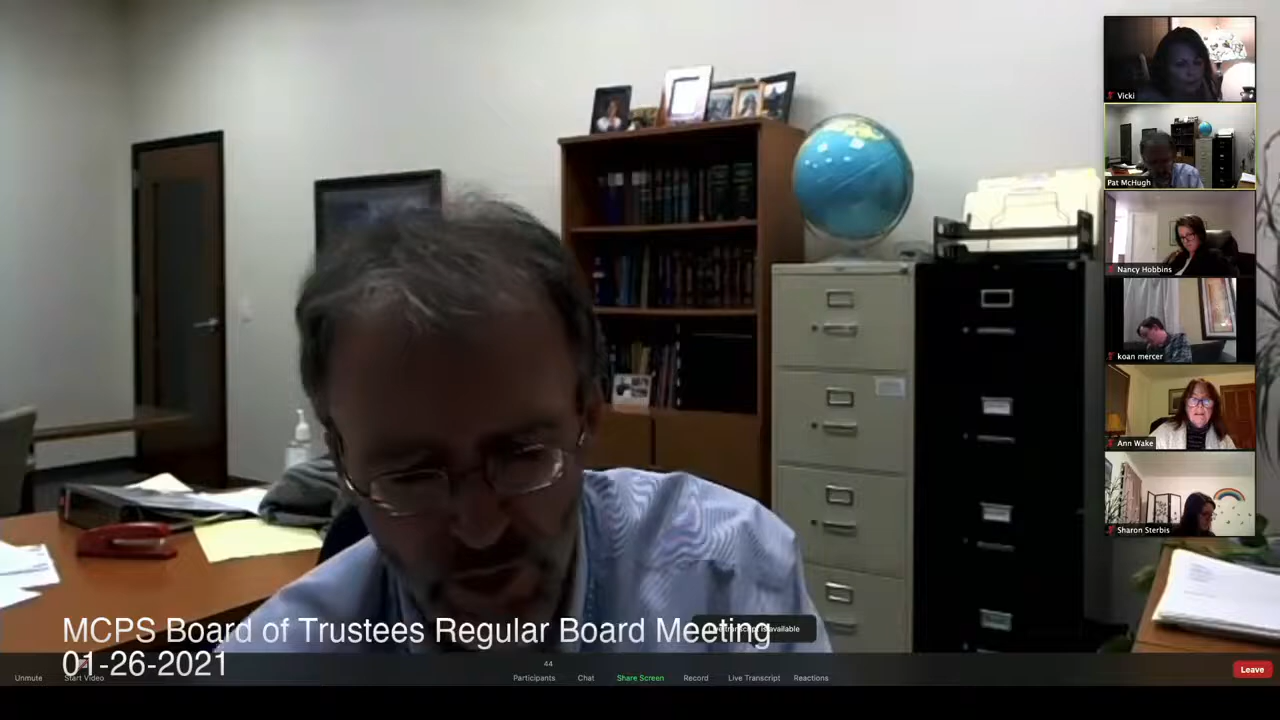 Vicki
Pat McHugh
Nancy Hobbins
koan mercer
Ann Wake
Sharon Sterbis
MCPS Board of Trustees Regular Board Meeting
01-26-2021
available
Unmute
Start Video
44
Participants
Chat
Share Screen
Record
Live Transcript
Reactions
Leave